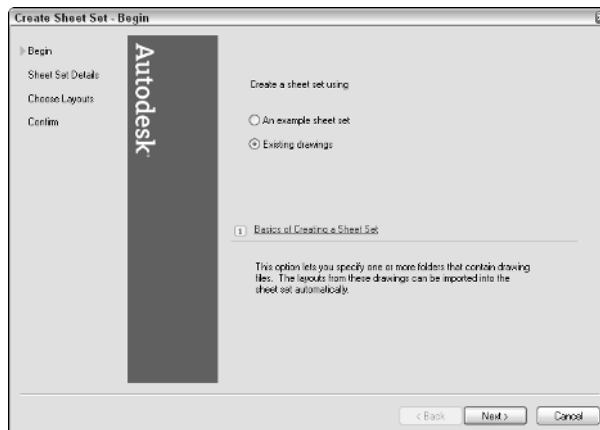 Create Sheet Set - Begin
Begin
Sheet Set Details
Choose Layouts
Confirm
Autodesk
Create a sheet set using
An example sheet set
Existing drawings
Basics of Creating a Sheet Set
This option lets you specify one or more folders that contain drawing
files. The layouts from these drawings can be imported into the
sheet set automatically.
< Back
Next >
Cancel